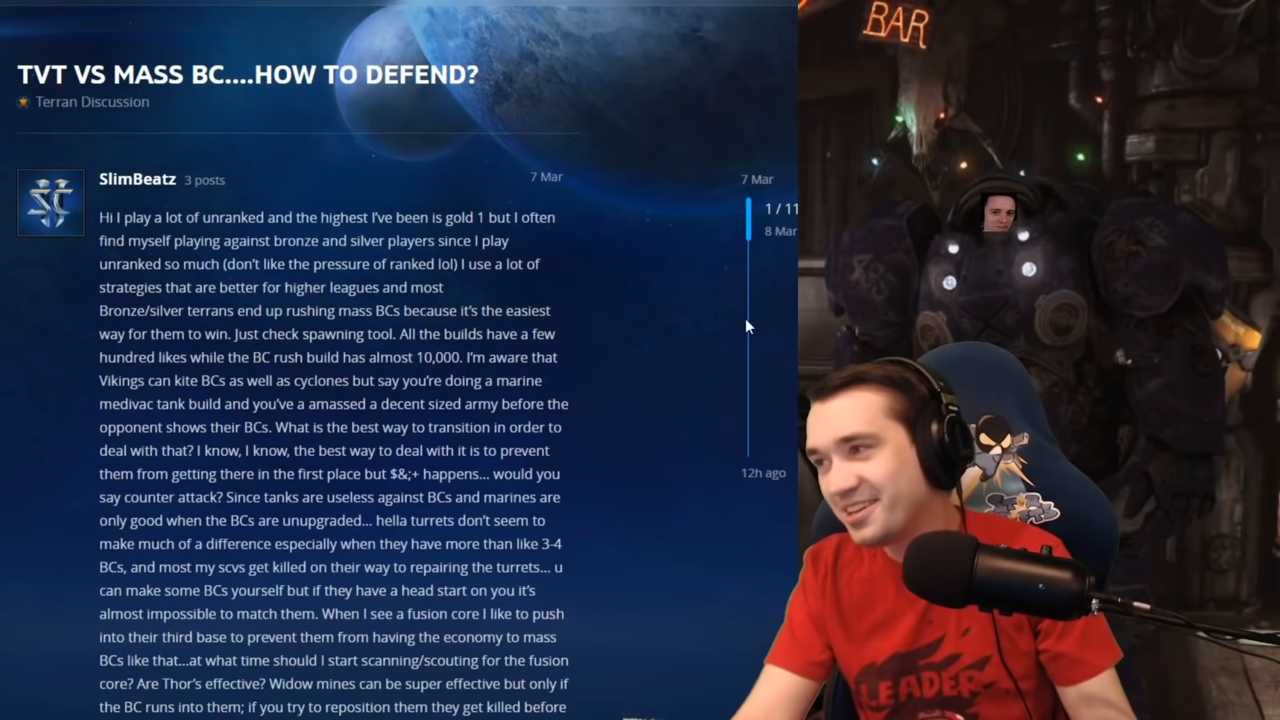 BAR
TVT VS MASS BC....HOW TO DEFEND?
Terran Discussion
SlimBeatz 3 posts
7 Mar
7 Mar
1 / 11
8 Mar
12h ago
Hi I play a lot of unranked and the highest I've been is gold 1 but I often
find myself playing against bronze and silver players since I play
unranked so much (don't like the pressure of ranked lol) I use a lot of
strategies that are better for higher leagues and most
Bronze/silver terrans end up rushing mass BCs because it's the easiest
way for them to win. Just check spawning tool. All the builds have a few
hundred likes while the BC rush build has almost 10,000. I'm aware that
Vikings can kite BCs as well as cyclones but say you're doing a marine
medivac tank build and you've a amassed a decent sized army before the
opponent shows their BCs. What is the best way to transition in order to
deal with that? I know, I know, the best way to deal with it is to prevent
them from getting there in the first place but $&;+ happens... would you
say counter attack? Since tanks are useless against BCs and marines are
only good when the BCs are unupgraded... hella turrets don't seem to
make much of a difference especially when they have more than like 3-4
BCs, and most my scvs get killed on their way to repairing the turrets... u
can make some BCs yourself but if they have a head start on you it's
almost impossible to match them. When I see a fusion core I like to push
into their third base to prevent them from having the economy to mass
BCs like that...at what time should I start scanning/scouting for the fusion
core? Are Thor's effective? Widow mines can be super effective but only if
the BC runs into them; if you try to reposition them they get killed before
LEADER